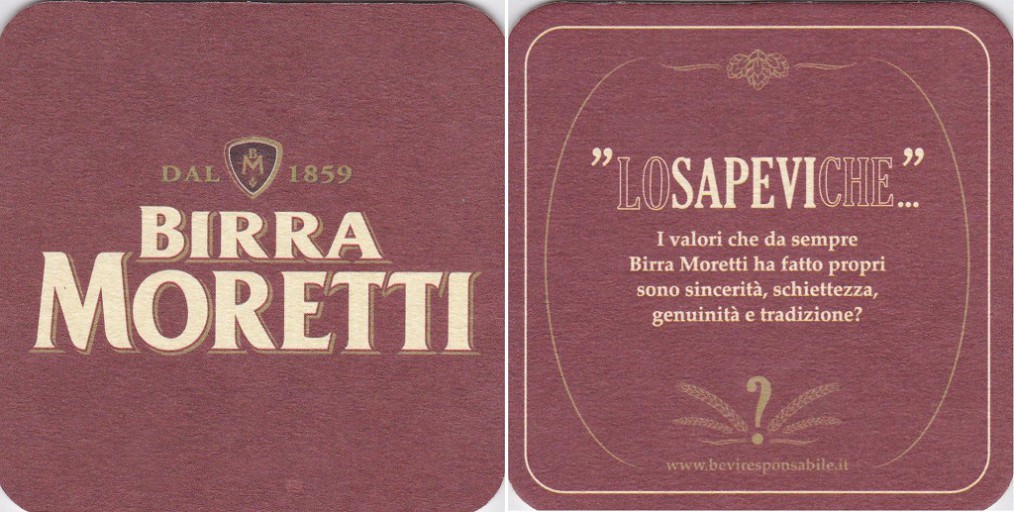 DAL BM 1859
BIRRA
MORETTI
”LOSAPEVICHE”...
I valori che da sempre
Birra Moretti ha fatto propri
sono sincerità, schiettezza,
genuinità e tradizione?
?
www.beviresponsabile.it